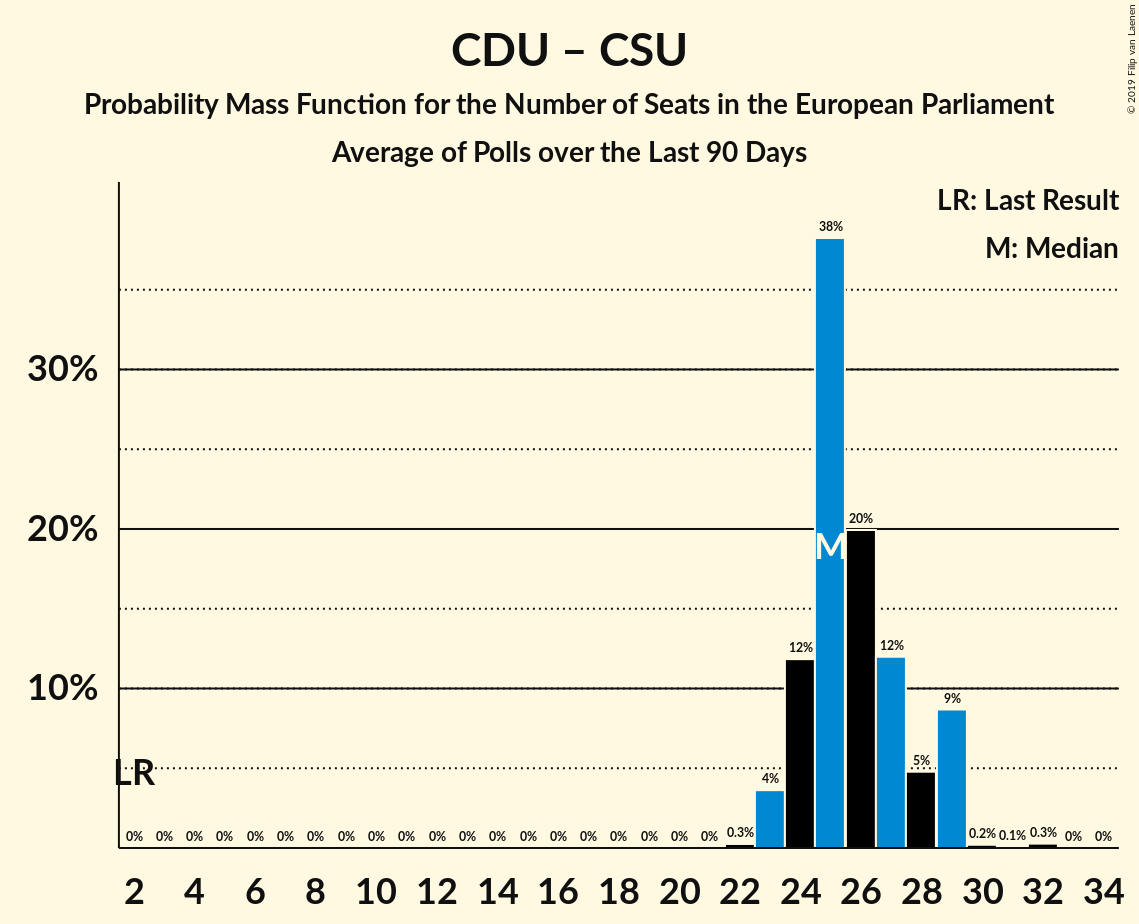 CDU – CSU
Probability Mass Function for the Number of Seats in the European Parliament
Average of Polls over the Last 90 Days
© 2019 Filip van Laenen
LR: Last Result
M: Median
38%
30%
20%
20%
M
12%
12%
10%
9%
5%
4%
LR
0% 0% 0% 0% 0% 0% 0% 0% 0% 0% 0% 0% 0% 0% 0% 0% 0% 0% 0% 0% 0.3% 0.2% 0.1% 0.3% 0% 0%
2 4 6 8 10 12 14 16 18 20 22 24 26 28 30 32 34